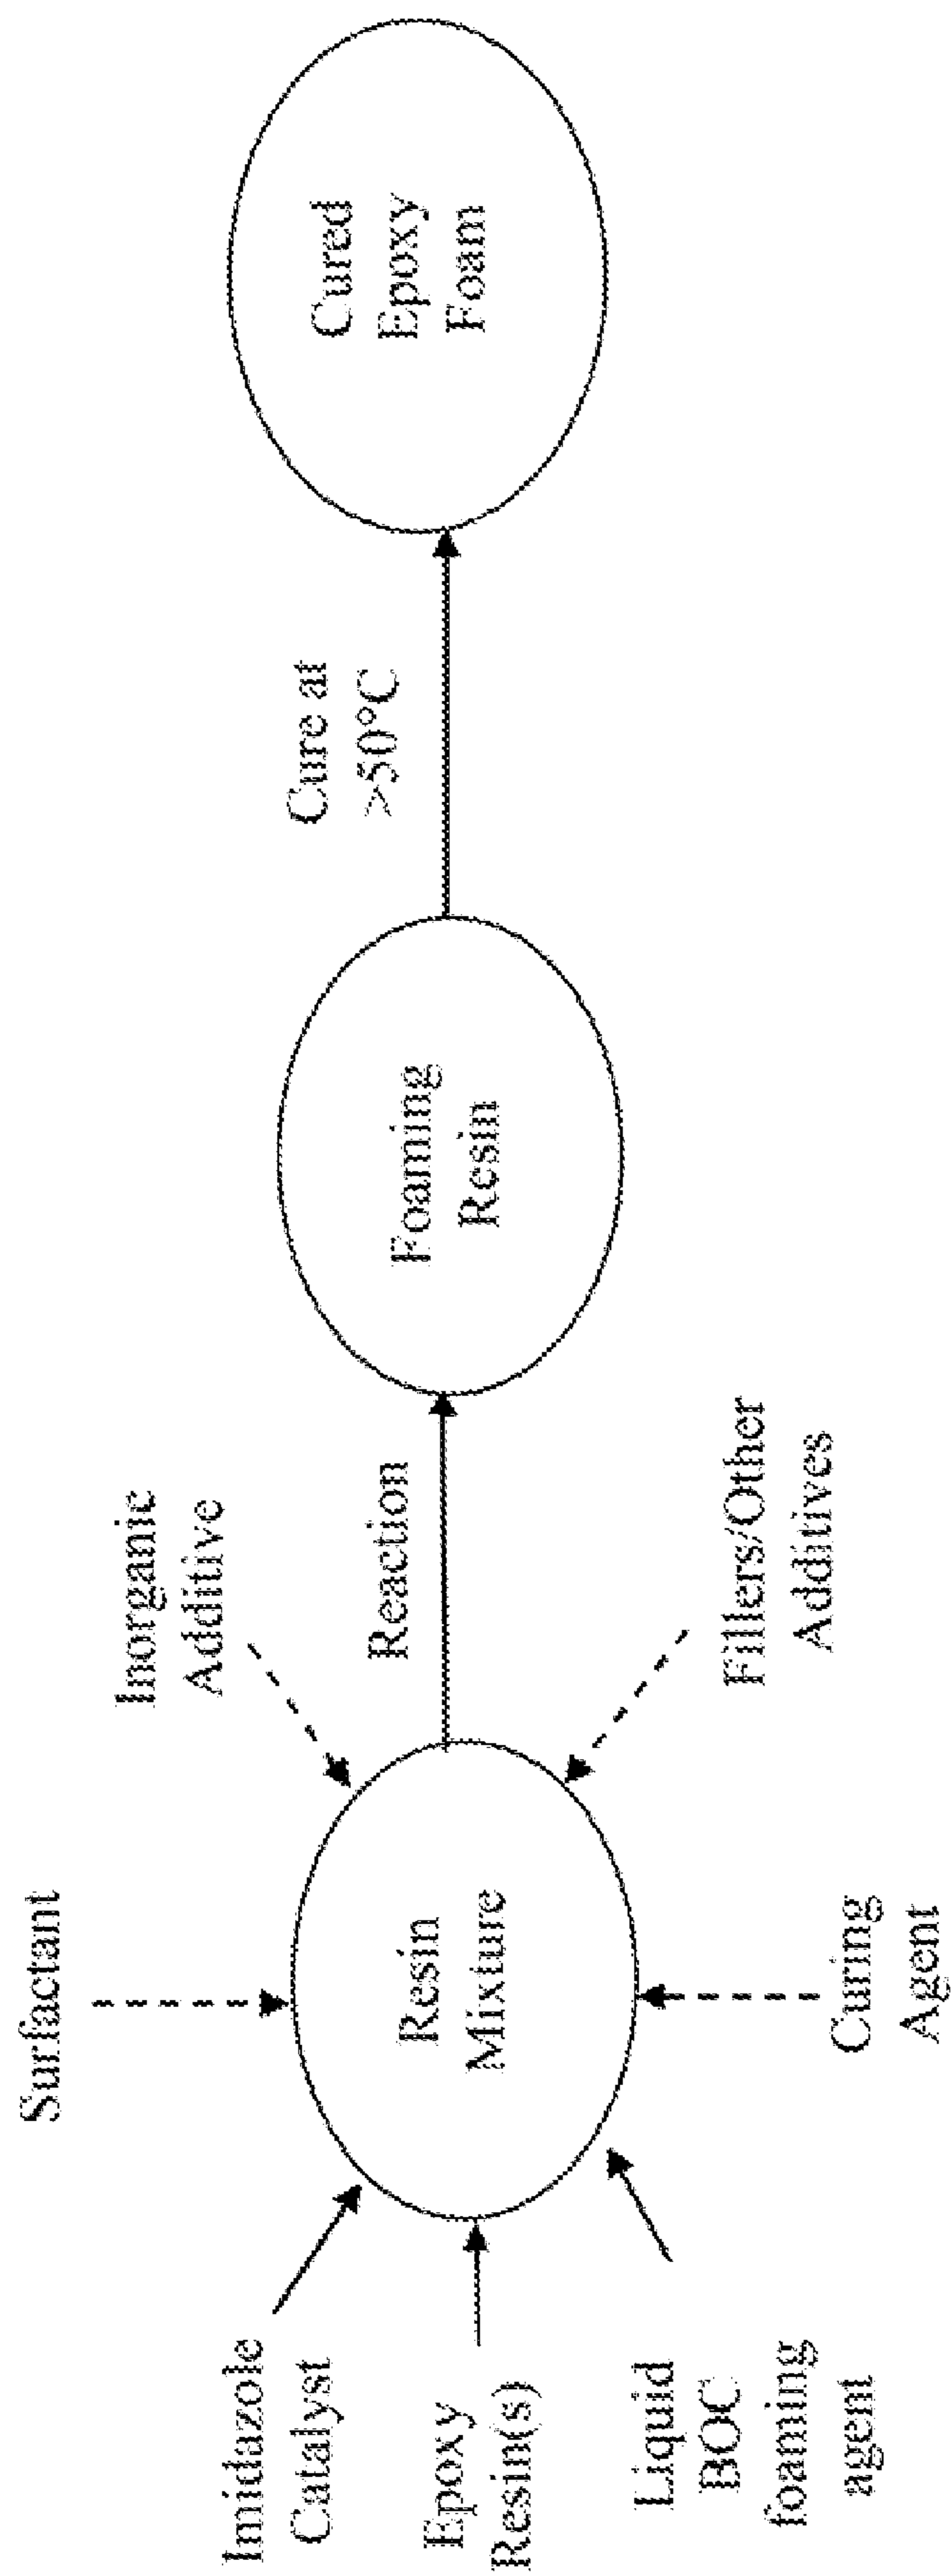 Surfactant
Inorganic
Additive
Imidazole
Catalyst
Epoxy
Resin(s)
Liquid
BOC
foaming
agent
Resin
Mixture
Curing
Agent
Fillers/Other
Additives
Reaction
Foaming
Resin
Cure at
>50°C
Cured
Epoxy
Foam